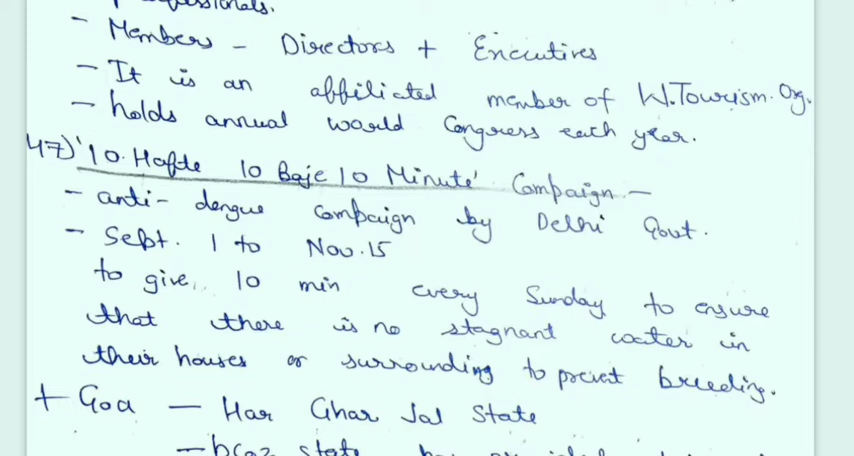 - Members - Directors + Executives
- It is an affiliated member of W.Tourism.Org.
- holds annual world Congress each year.
47) '10 Hafte 10 Baje 10 Minute' Campaign -
- anti-dengue campaign by Delhi Govt.
- Sept. 1 to Nov. 15
to give 10 min every Sunday to ensure
that there is no stagnant water in
their houses or surrounding to prevent breeding.
+ Goa - Har Ghar Jal State
- bcoz state